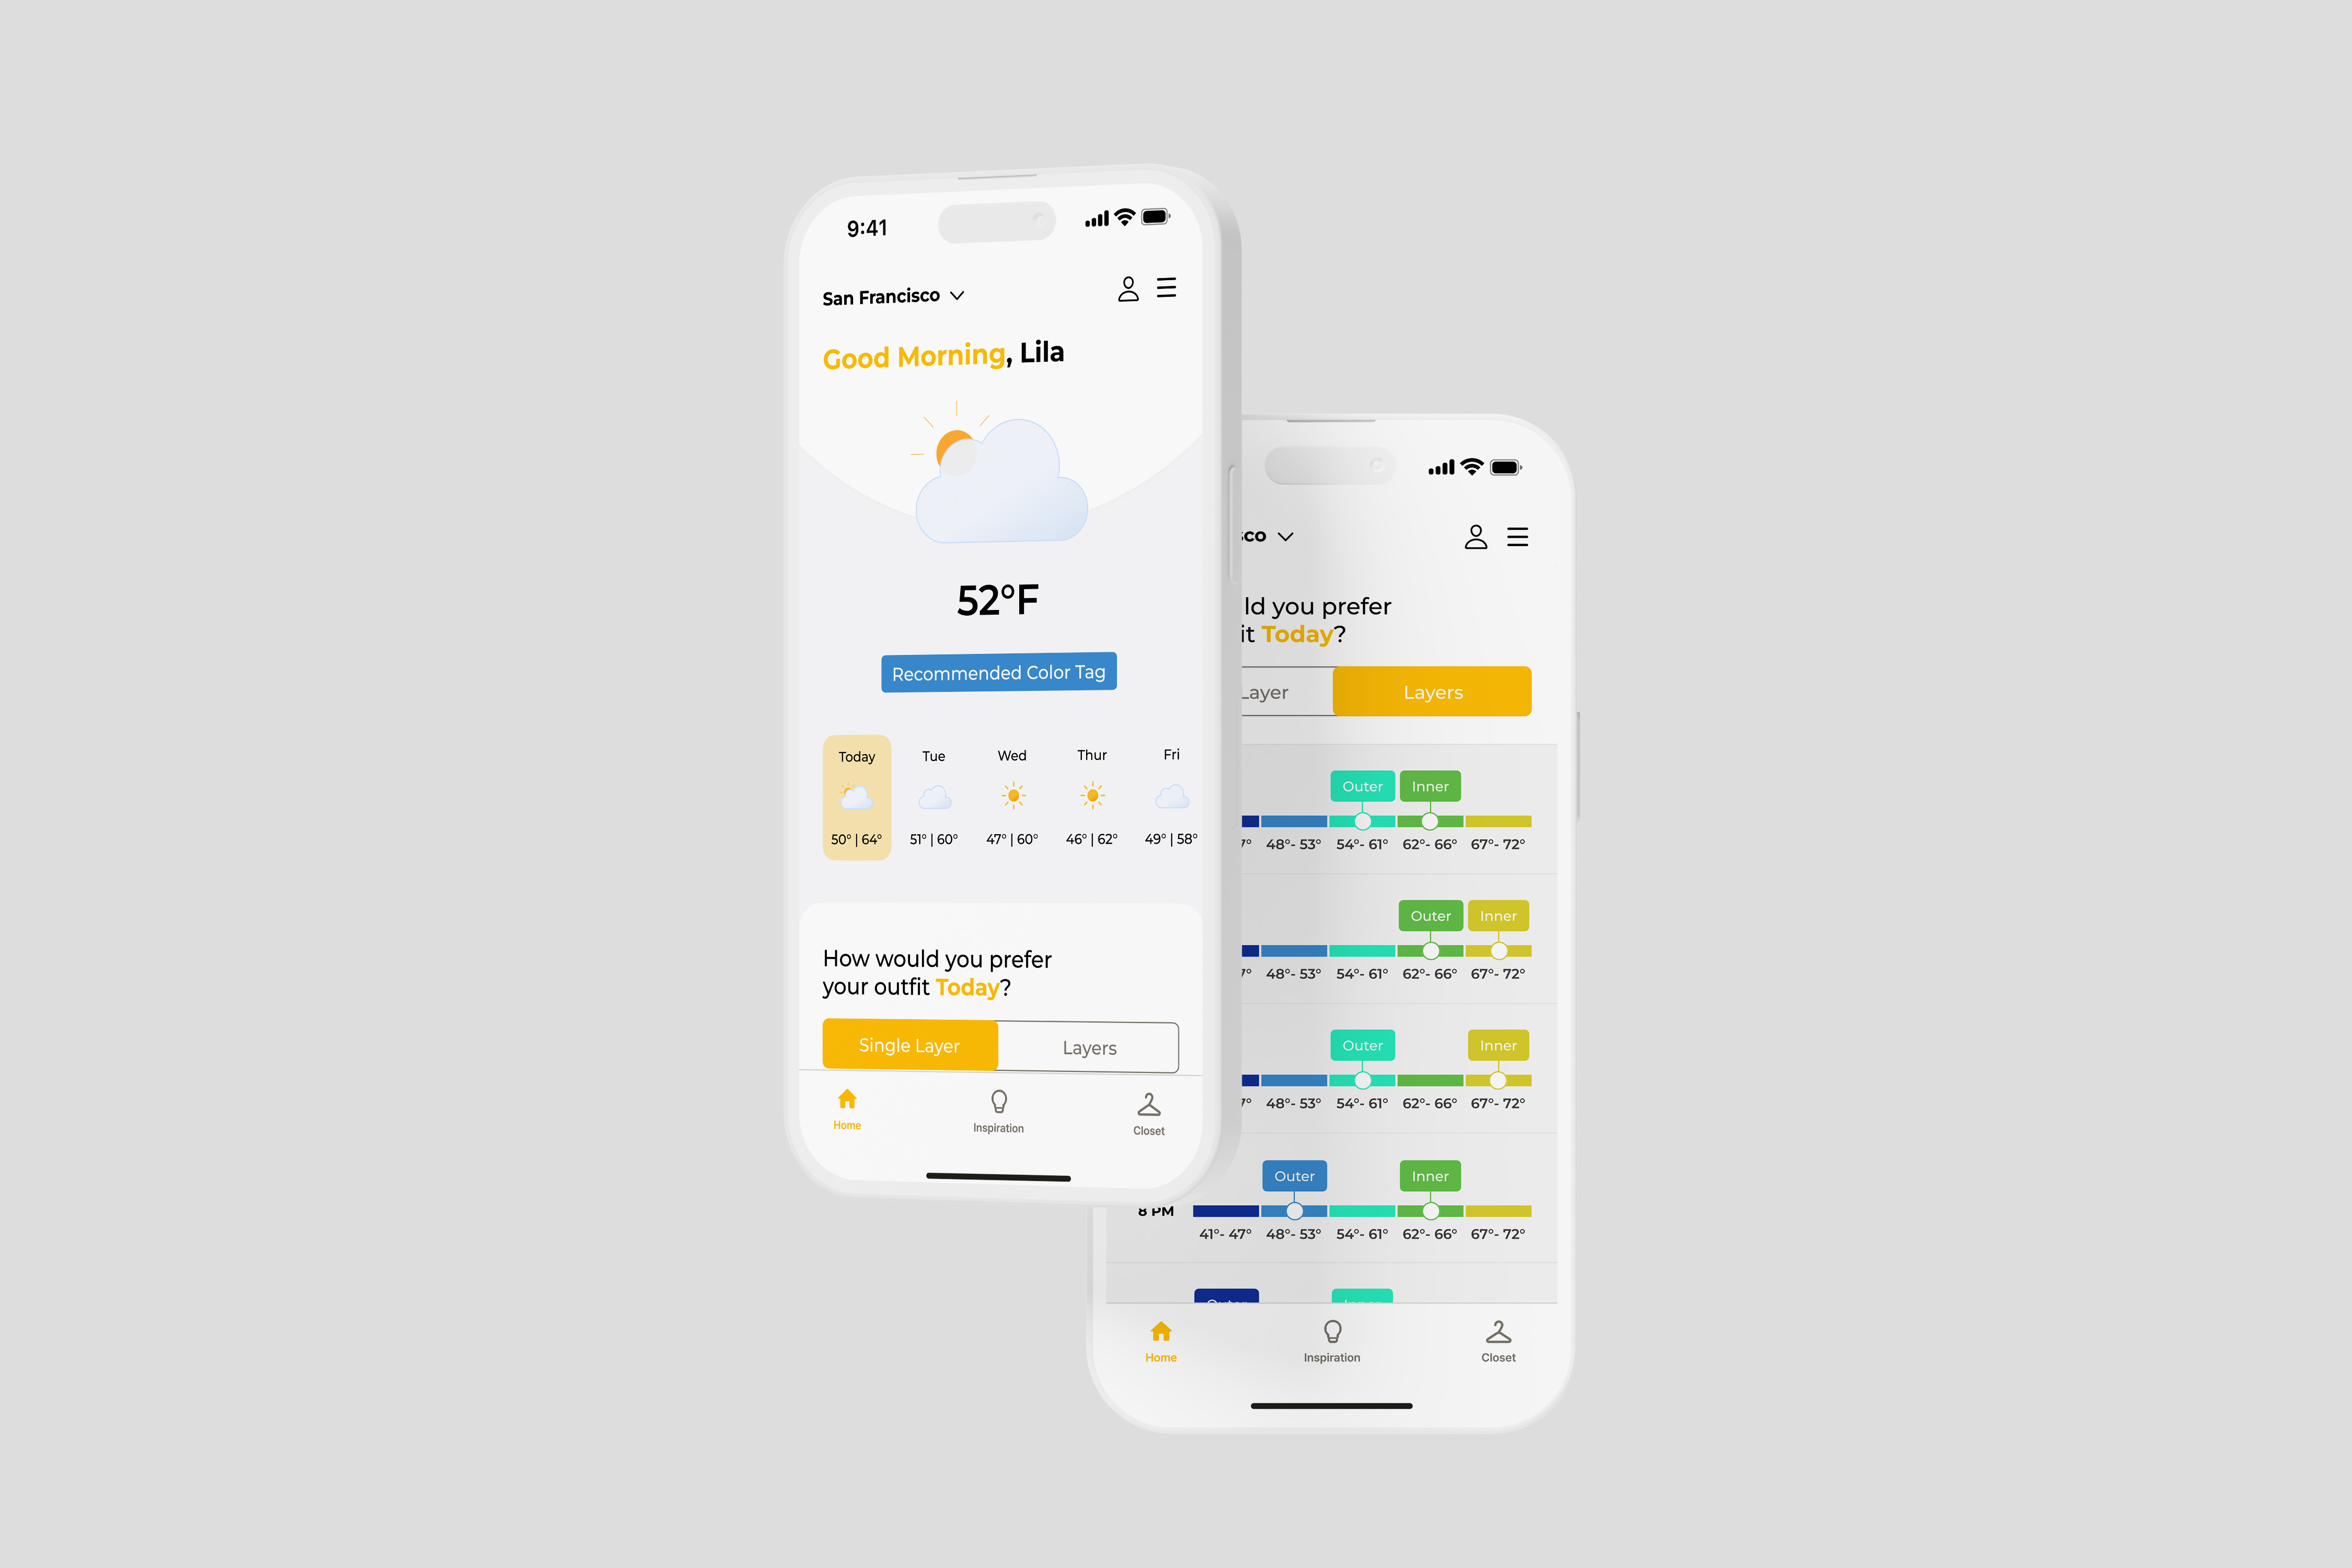 9:41
San Francisco
Good Morning, Lila
52°F
Recommended Color Tag
Today Tue Wed Thur Fri
50° | 64° 51° | 60° 47° | 60° 46° | 62° 49° | 58°
How would you prefer
your outfit Today?
Single Layer Layers
Home Inspiration Closet
sco
ld you prefer
it Today?
Layer Layers
Outer Inner
7° 48°- 53° 54°- 61° 62°- 66° 67°- 72°
Outer Inner
7° 48°- 53° 54°- 61° 62°- 66° 67°- 72°
Outer Inner
7° 48°- 53° 54°- 61° 62°- 66° 67°- 72°
Outer Inner
8 PM
41°- 47° 48°- 53° 54°- 61° 62°- 66° 67°- 72°
Outer Inner
Home Inspiration Closet